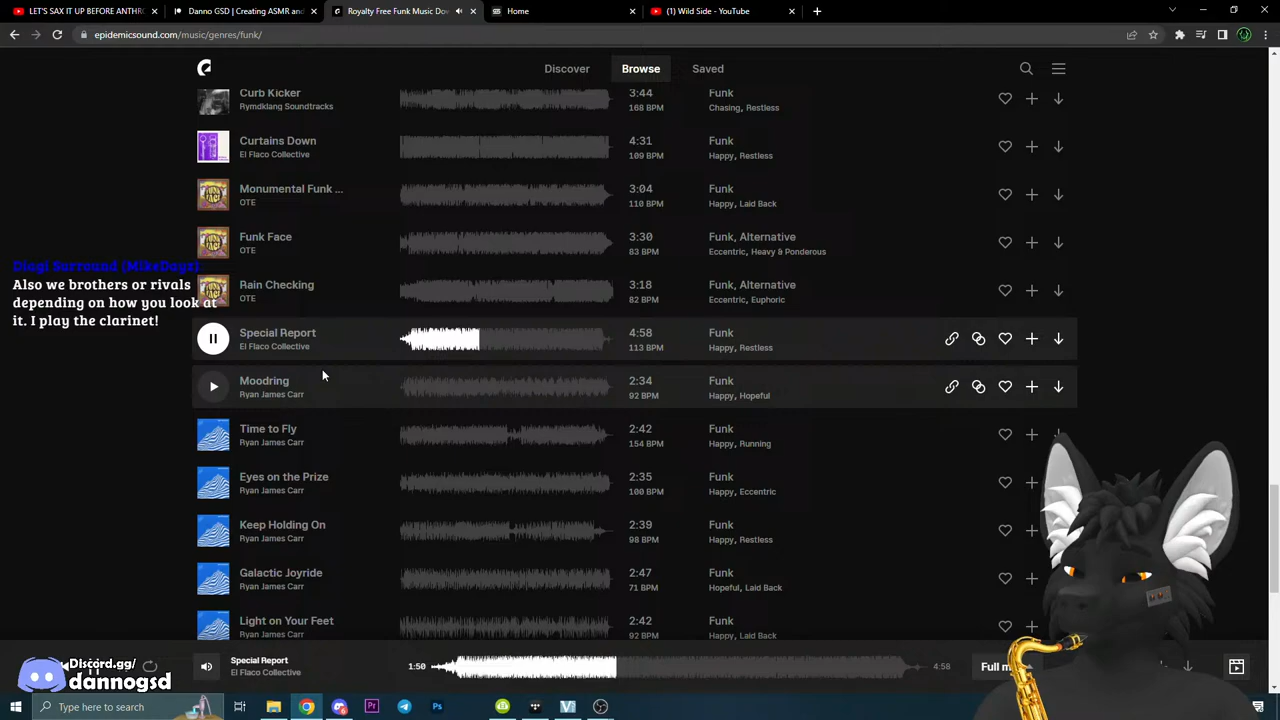 LET'S SAX IT UP BEFORE ANTHR
Danno GSD | Creating ASMR and
Royalty Free Funk Music Dow
Home
(1) Wild Side - YouTube
epidemicsound.com/music/genres/funk/
Discover
Browse
Saved
Curb Kicker
Rymdklang Soundtracks
3:44
168 BPM
Funk
Chasing, Restless
Curtains Down
El Flaco Collective
4:31
109 BPM
Funk
Happy, Restless
Monumental Funk ...
OTE
3:04
110 BPM
Funk
Happy, Laid Back
Funk Face
OTE
3:30
83 BPM
Funk, Alternative
Eccentric, Heavy & Ponderous
Diugi Sarround (MikeDays)
Also we brothers or rivals
depending on how you look at
it. I play the clarinet!
Rain Checking
OTE
3:18
82 BPM
Funk, Alternative
Eccentric, Euphoric
Special Report
El Flaco Collective
4:58
113 BPM
Funk
Happy, Restless
Moodring
Ryan James Carr
2:34
92 BPM
Funk
Happy, Hopeful
Time to Fly
Ryan James Carr
2:42
154 BPM
Funk
Happy, Running
Eyes on the Prize
Ryan James Carr
2:35
100 BPM
Funk
Happy, Eccentric
Keep Holding On
Ryan James Carr
2:39
98 BPM
Funk
Happy, Restless
Galactic Joyride
Ryan James Carr
2:47
71 BPM
Funk
Hopeful, Laid Back
Light on Your Feet
Ryan James Carr
2:42
92 BPM
Funk
Happy, Laid Back
Discord.gg/
dannogsd
Special Report
El Flaco Collective
1:50
4:58
Full m
Type here to search